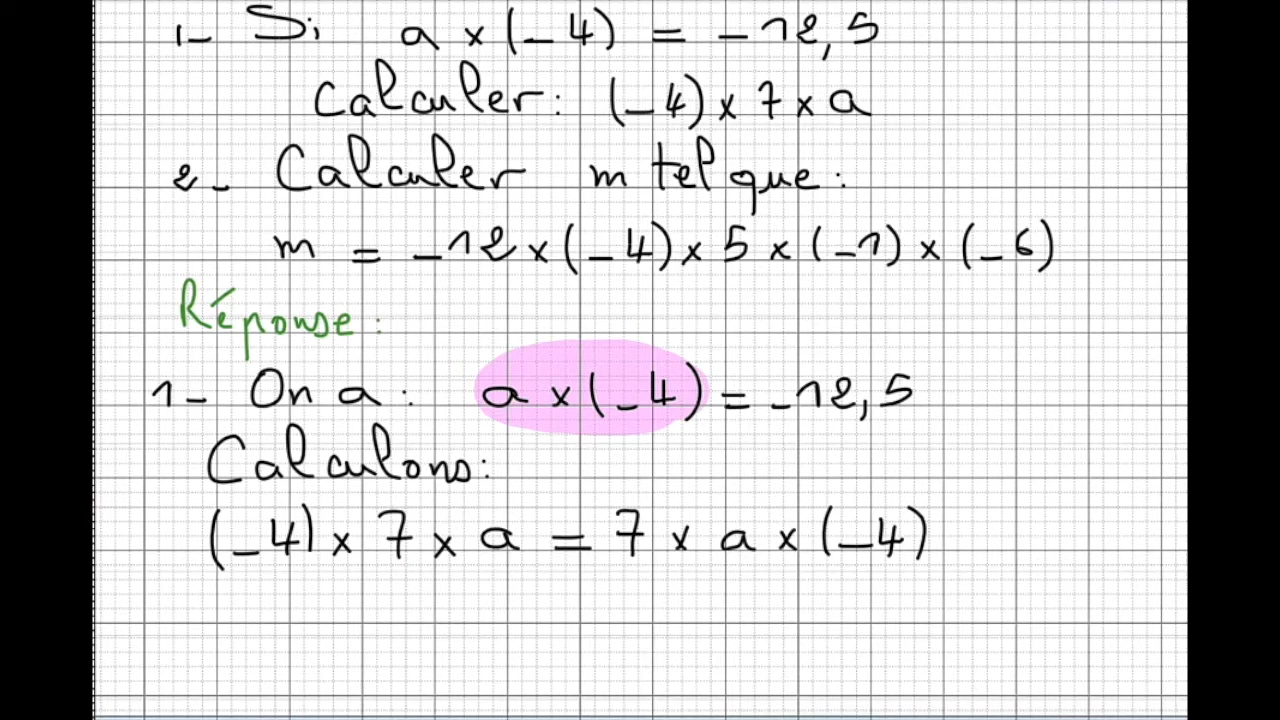 1- Si a × (-4) = -12,5
Calculer: (-4) × 7 × a
2- Calculer m tel que:
m = -12 × (-4) × 5 × (-1) × (-6)
Réponse:
1- On a: a × (-4) = -12,5
Calculons:
(-4) × 7 × a = 7 × a × (-4)